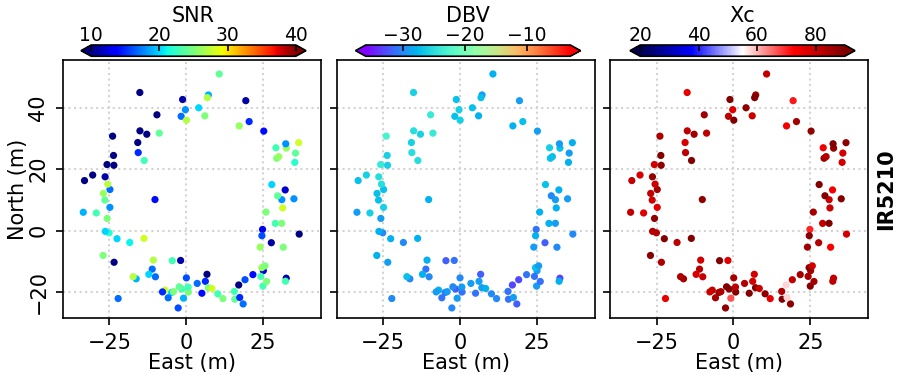 SNR DBV Xc
10 20 30 40 −30 −20 −10 20 40 60 80
North (m)
40
20
0
−20
−25 0 25 −25 0 25 −25 0 25
East (m) East (m) East (m)
IR5210